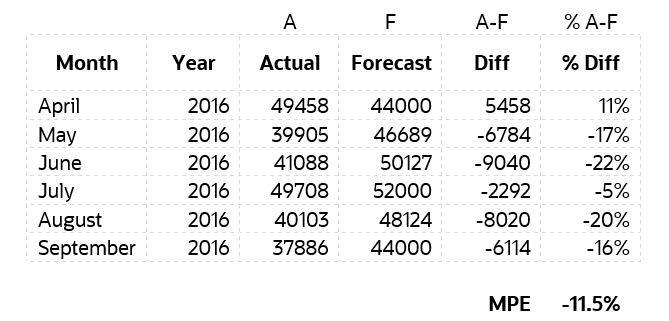 A F A-F % A-F
Month Year Actual Forecast Diff % Diff
April 2016 49458 44000 5458 11%
May 2016 39905 46689 -6784 -17%
June 2016 41088 50127 -9040 -22%
July 2016 49708 52000 -2292 -5%
August 2016 40103 48124 -8020 -20%
September 2016 37886 44000 -6114 -16%
MPE -11.5%